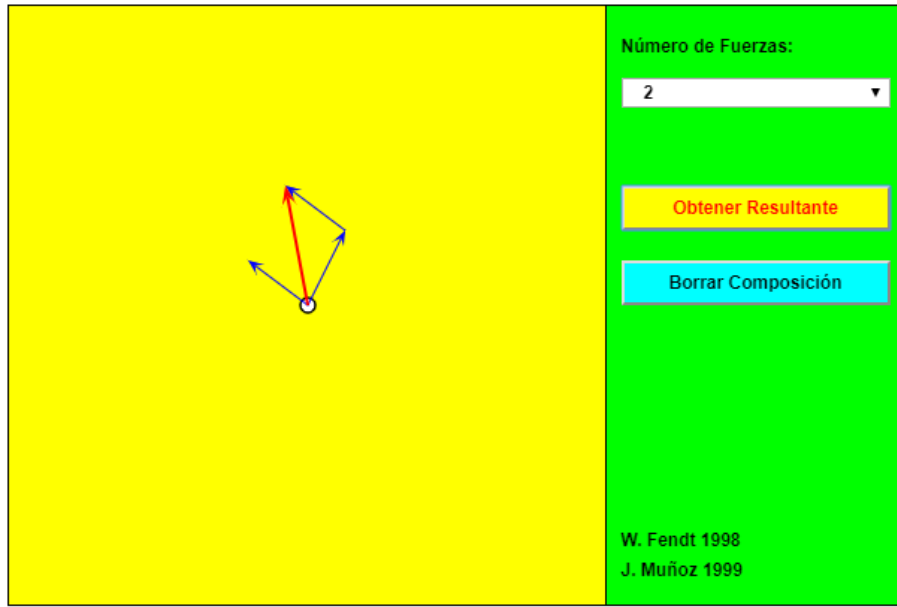 Número de Fuerzas:
2
Obtener Resultante
Borrar Composición
W. Fendt 1998
J. Muñoz 1999